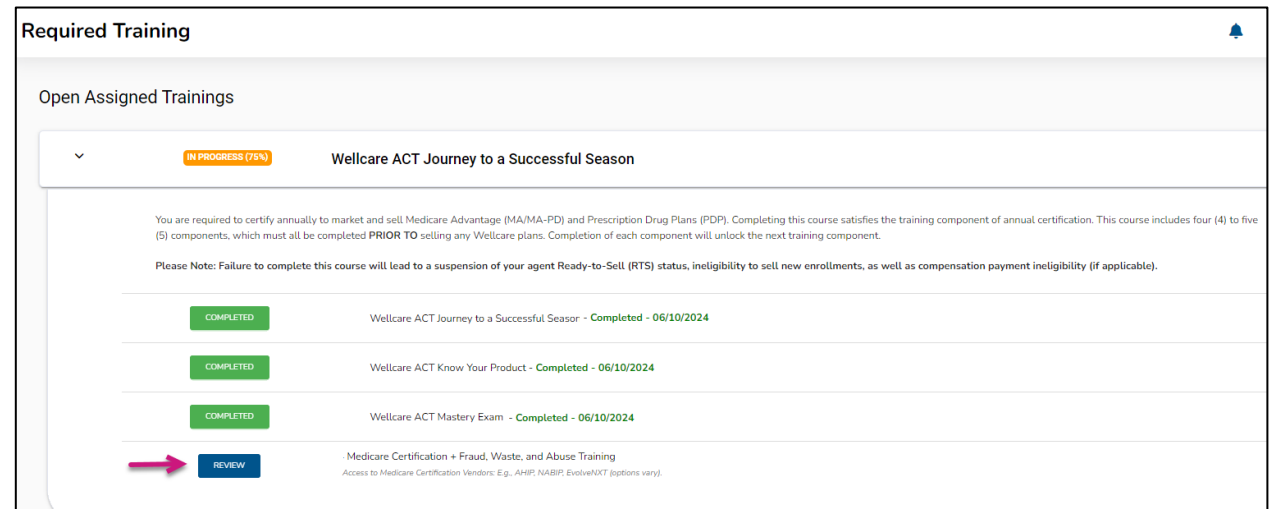 Required Training
Open Assigned Trainings
IN PROGRESS (75%)
Wellcare ACT Journey to a Successful Season
You are required to certify annually to market and sell Medicare Advantage (MA/MA-PD) and Prescription Drug Plans (PDP). Completing this course satisfies the training component of annual certification. This course includes four (4) to five
(5) components, which must all be completed PRIOR TO selling any Wellcare plans. Completion of each component will unlock the next training component.
Please Note: Failure to complete this course will lead to a suspension of your agent Ready-to-Sell (RTS) status, ineligibility to sell new enrollments, as well as compensation payment ineligibility (if applicable).
COMPLETED Wellcare ACT Journey to a Successful Seasor - Completed - 06/10/2024
COMPLETED Wellcare ACT Know Your Product - Completed - 06/10/2024
COMPLETED Wellcare ACT Mastery Exam - Completed - 06/10/2024
REVIEW · Medicare Certification + Fraud, Waste, and Abuse Training
Access to Medicare Certification Vendors: E.g., AHIP, NABIP, EvolveNXT (options vary).